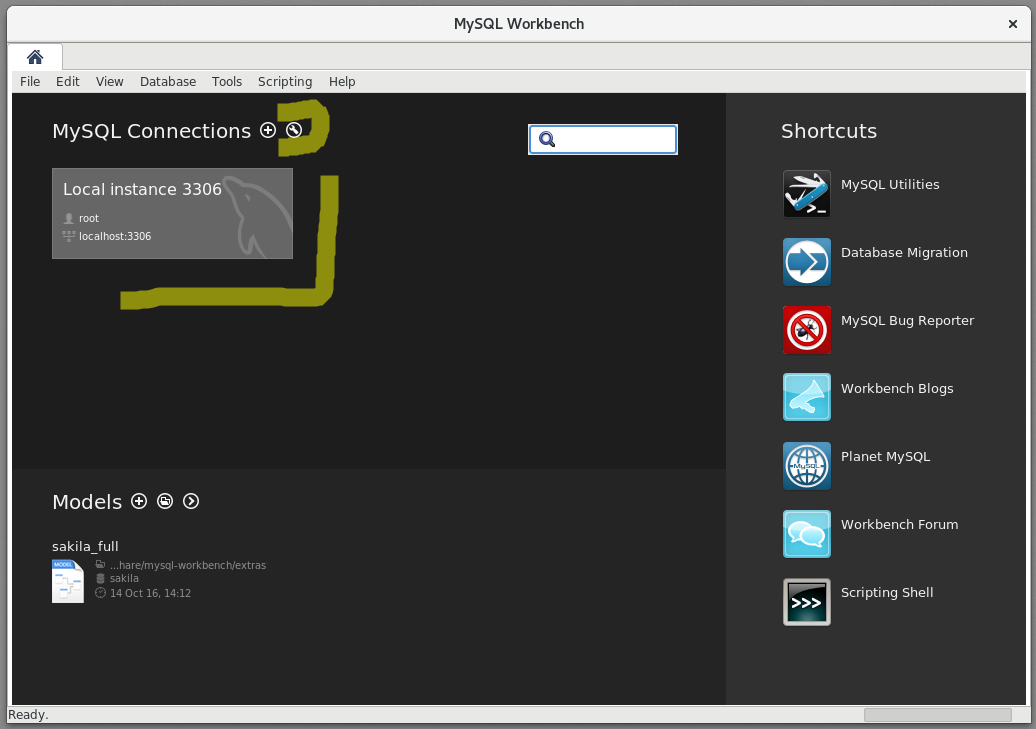 MySQL Workbench
File Edit View Database Tools Scripting Help
MySQL Connections
Local instance 3306
root
localhost:3306
Shortcuts
MySQL Utilities
Database Migration
MySQL Bug Reporter
Workbench Blogs
MySQL
Planet MySQL
Workbench Forum
>>>
Scripting Shell
Models
sakila_full
MODEL
...hare/mysql-workbench/extras
sakila
14 Oct 16, 14:12
Ready.